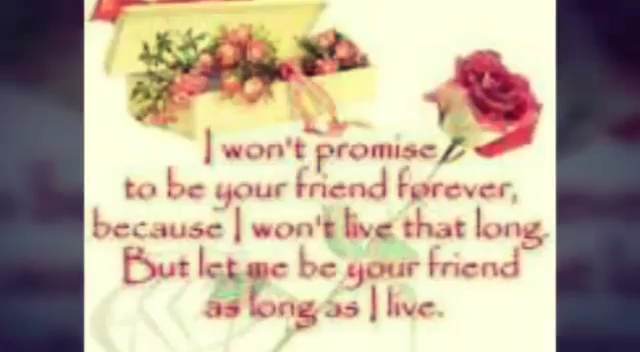 I won't promise
to be your friend forever,
because I won't live that long.
But let me be your friend
as long as I live.